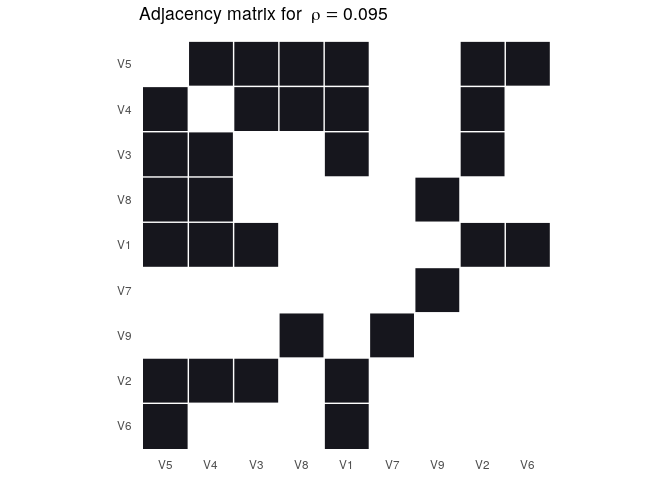 Adjacency matrix for ρ = 0.095
V5
V4
V3
V8
V1
V7
V9
V2
V6
V5 V4 V3 V8 V1 V7 V9 V2 V6